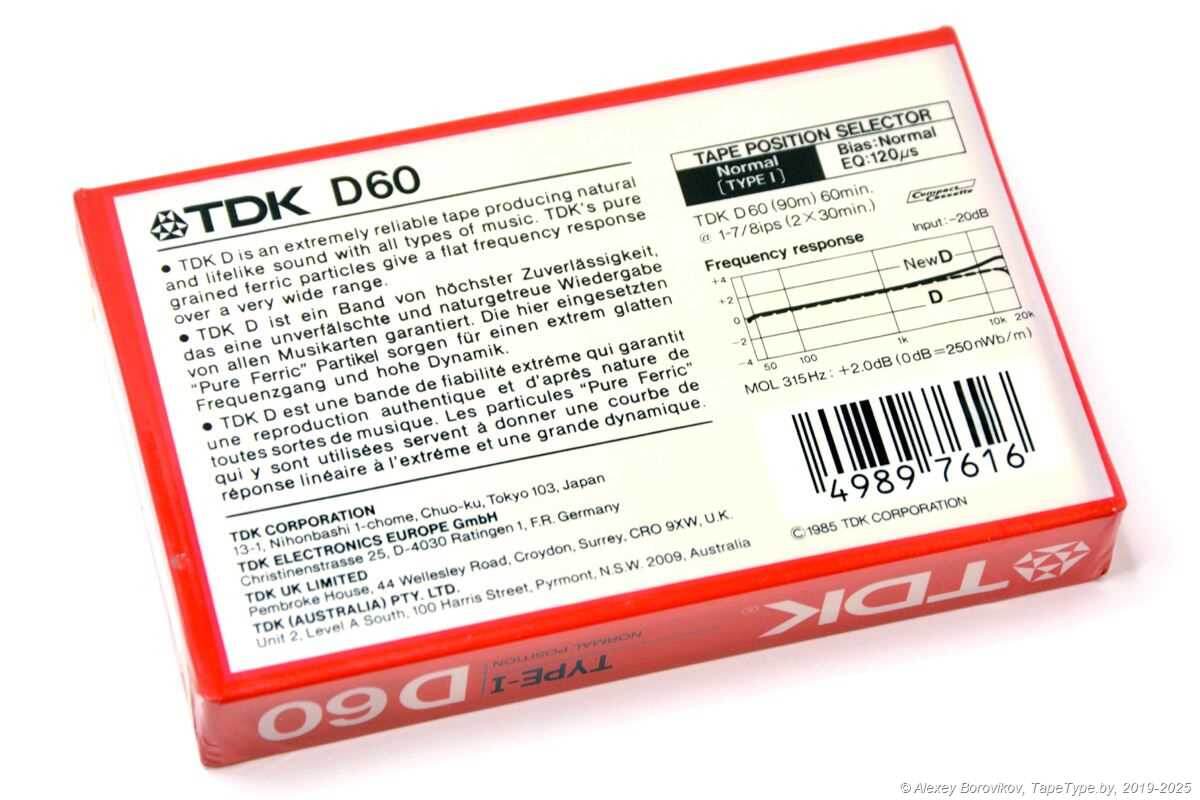 TDK D60
• TDK D is an extremely reliable tape producing natural
and lifelike sound with all types of music. TDK's pure
grained ferric particles give a flat frequency response
over a very wide range.
• TDK D ist ein Band von höchster Zuverlässigkeit,
das eine unverfälschte und naturgetreue Wiedergabe
von allen Musikarten garantiert. Die hier eingesetzten
"Pure Ferric" Partikel sorgen für einen extrem glatten
Frequenzgang und hohe Dynamik.
• TDK D est une bande de fiabilité extréme qui garantit
une reproduction authentique et d'après nature de
toutes sortes de musique. Les particules "Pure Ferric"
qui y sont utilisées servent à donner une courbe de
réponse linéaire à l'extréme et une grande dynamique.
TDK CORPORATION
13-1, Nihonbashi 1-chome, Chuo-ku, Tokyo 103, Japan
TDK ELECTRONICS EUROPE GmbH
Christinenstrasse 25, D-4030 Ratingen 1, F.R. Germany
TDK UK LIMITED
Pembroke House, 44 Wellesley Road, Croydon, Surrey, CRO 9XW, U.K.
TDK (AUSTRALIA) PTY. LTD.
Unit 2, Level A South, 100 Harris Street, Pyrmont, N.S.W. 2009, Australia
TAPE POSITION SELECTOR
Normal
[TYPE I]
Bias:Normal
EQ:120μs
TDK D60 (90m) 60min.
@ 1-7/8ips (2×30min.)
Compact Cassette
Input:-20dB
Frequency response
+4
+2
0
-2
-4
New D
D
50 100 1k 10k 20k
MOL 315Hz: +2.0dB (0dB=250nWb/m)
4989 7616
©1985 TDK CORPORATION
TDK
TYPE-I
NORMAL POSITION
D60
© Alexey Borovikov, TapeType.by, 2019-2025